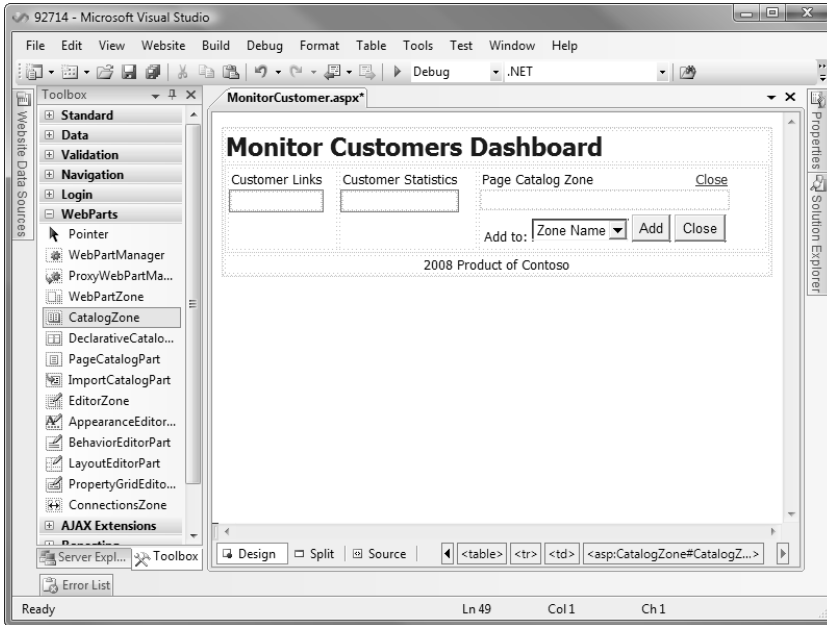 92714 - Microsoft Visual Studio
File Edit View Website Build Debug Format Table Tools Test Window Help
Debug .NET
Website Data Sources
Toolbox
Standard
Data
Validation
Navigation
Login
WebParts
Pointer
WebPartManager
ProxyWebPartMa...
WebPartZone
CatalogZone
DeclarativeCatalo...
PageCatalogPart
ImportCatalogPart
EditorZone
AppearanceEditor...
BehaviorEditorPart
LayoutEditorPart
PropertyGridEdito...
ConnectionsZone
AJAX Extensions
Reporting
Server Expl... Toolbox
MonitorCustomer.aspx*
Monitor Customers Dashboard
Customer Links Customer Statistics Page Catalog Zone Close
Add to: Zone Name Add Close
2008 Product of Contoso
Design Split Source <table> <tr> <td> <asp:CatalogZone#CatalogZ...>
Properties
Solution Explorer
Error List
Ready Ln 49 Col 1 Ch 1